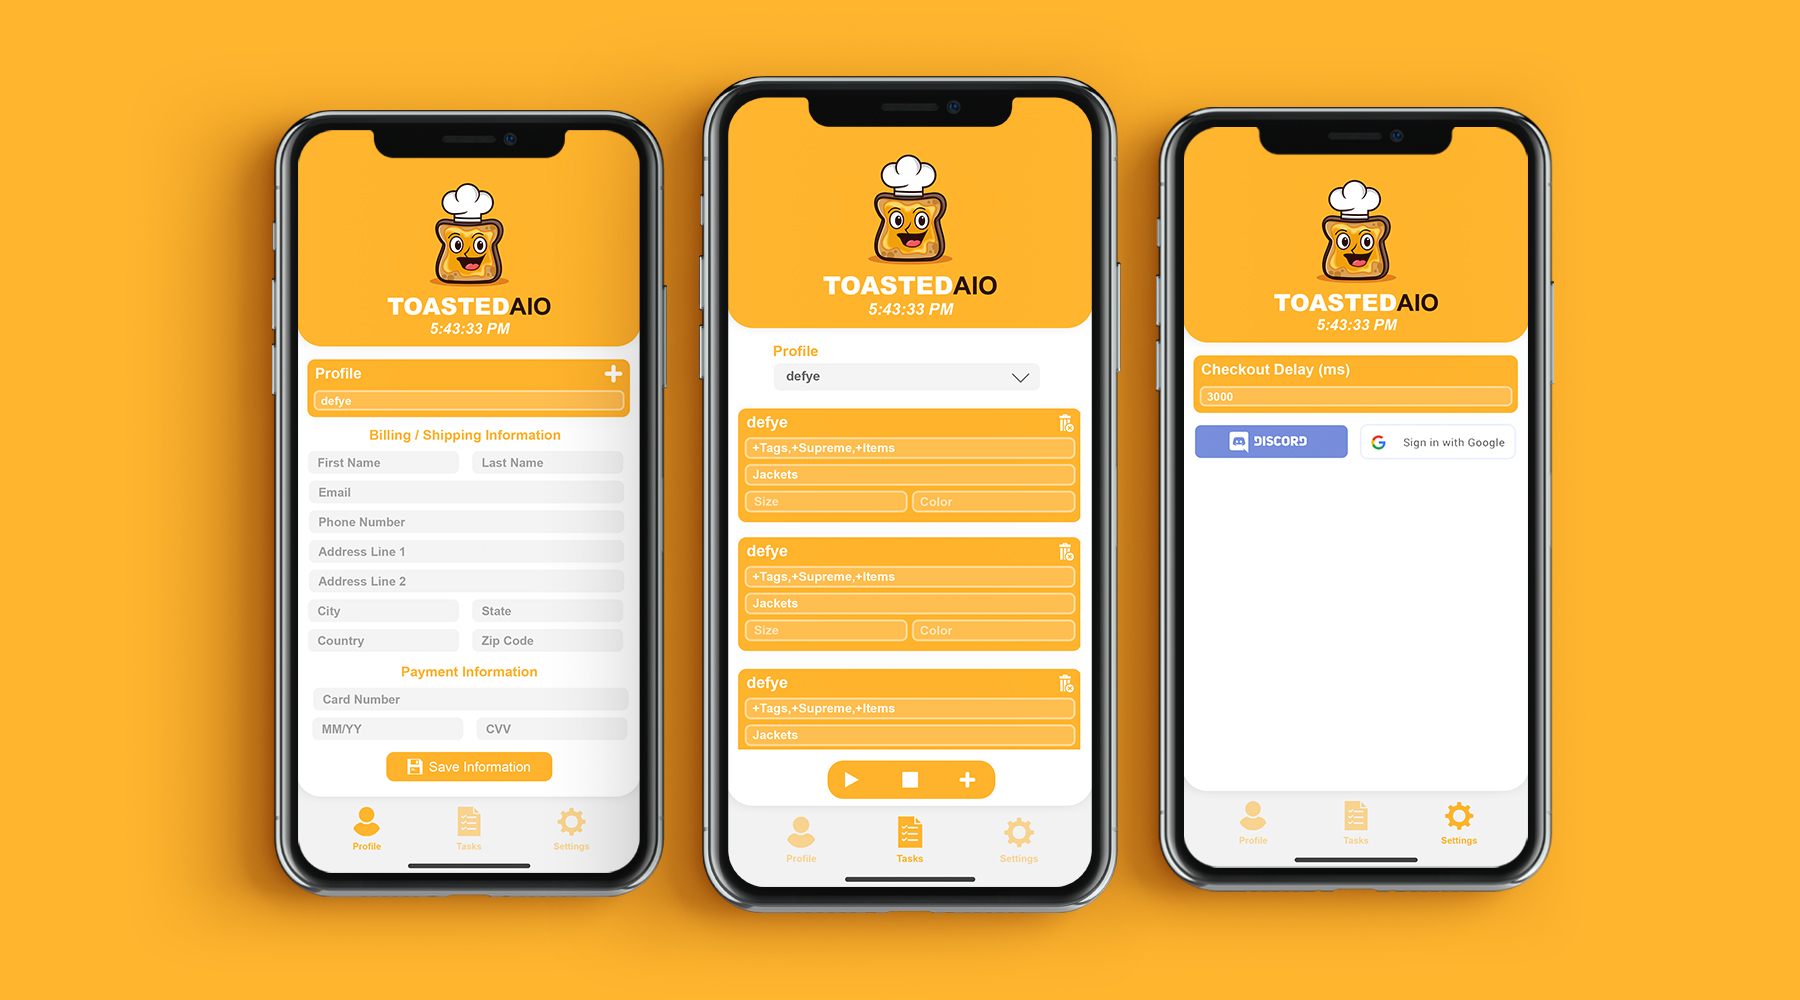 TOASTEDAIO
5:43:33 PM
Profile
defye
Billing / Shipping Information
First Name
Last Name
Email
Phone Number
Address Line 1
Address Line 2
City
State
Country
Zip Code
Payment Information
Card Number
MM/YY
CVV
Save Information
Profile
Tasks
Settings
TOASTEDAIO
5:43:33 PM
Profile
defye
defye
+Tags,+Supreme,+Items
Jackets
Size
Color
defye
+Tags,+Supreme,+Items
Jackets
Size
Color
defye
+Tags,+Supreme,+Items
Jackets
Profile
Tasks
Settings
TOASTEDAIO
5:43:33 PM
Checkout Delay (ms)
3000
DISCORD
Sign in with Google
Profile
Tasks
Settings